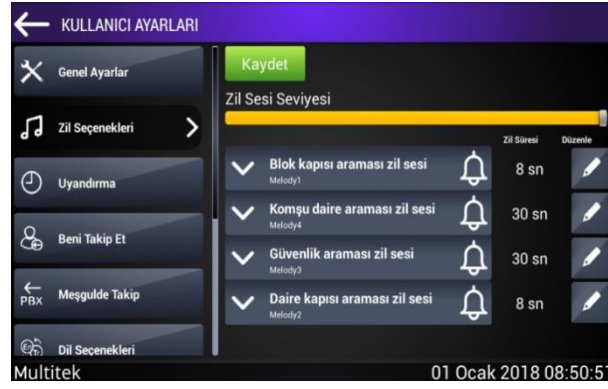 KULLANICI AYARLARI
Genel Ayarlar
Zil Seçenekleri
Uyandırma
Beni Takip Et
PBX
Meşgulde Takip
Dil Seçenekleri
Kaydet
Zil Sesi Seviyesi
Zil Süresi Düzenle
Blok kapısı araması zil sesi
Melody1
8 sn
Komşu daire araması zil sesi
Melody4
30 sn
Güvenlik araması zil sesi
Melody3
30 sn
Daire kapısı araması zil sesi
Melody2
8 sn
Multitek 01 Ocak 2018 08:50:51